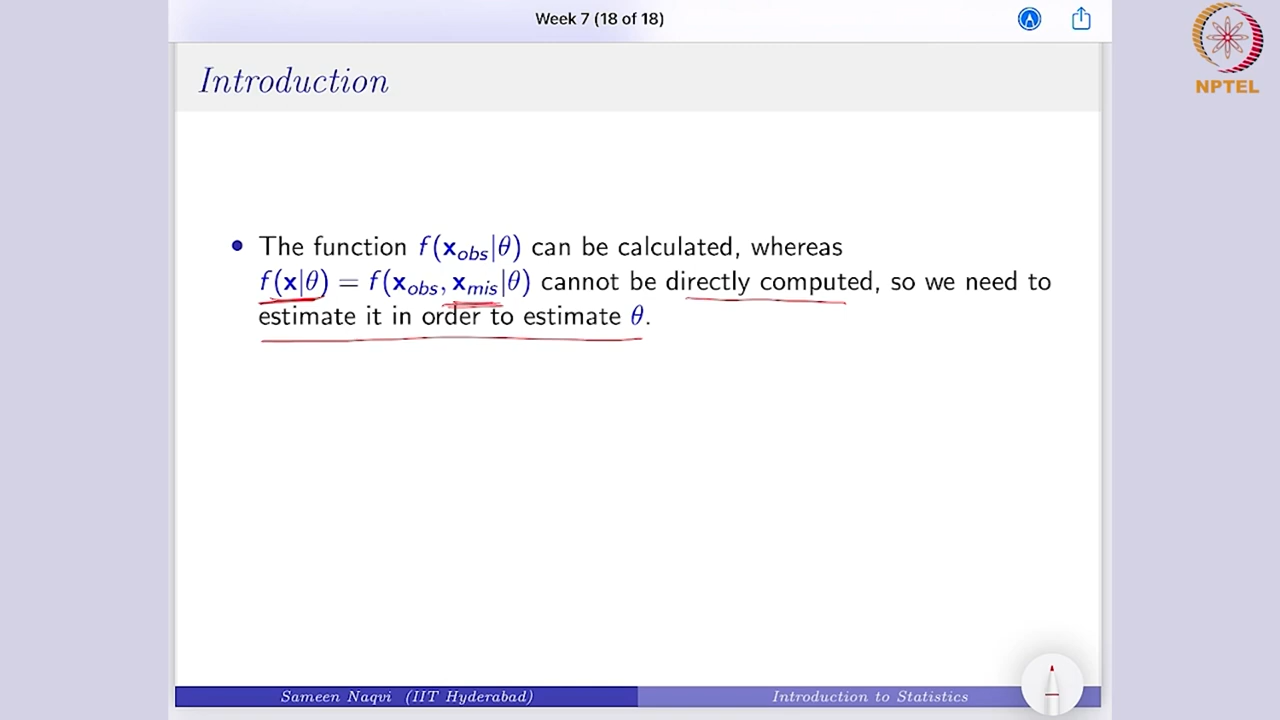 Week 7 (18 of 18)
NPTEL
Introduction
• The function f(x_obs|θ) can be calculated, whereas
f(x|θ) = f(x_obs, x_mis|θ) cannot be directly computed, so we need to
estimate it in order to estimate θ.
Sameen Naqvi (IIT Hyderabad) Introduction to Statistics